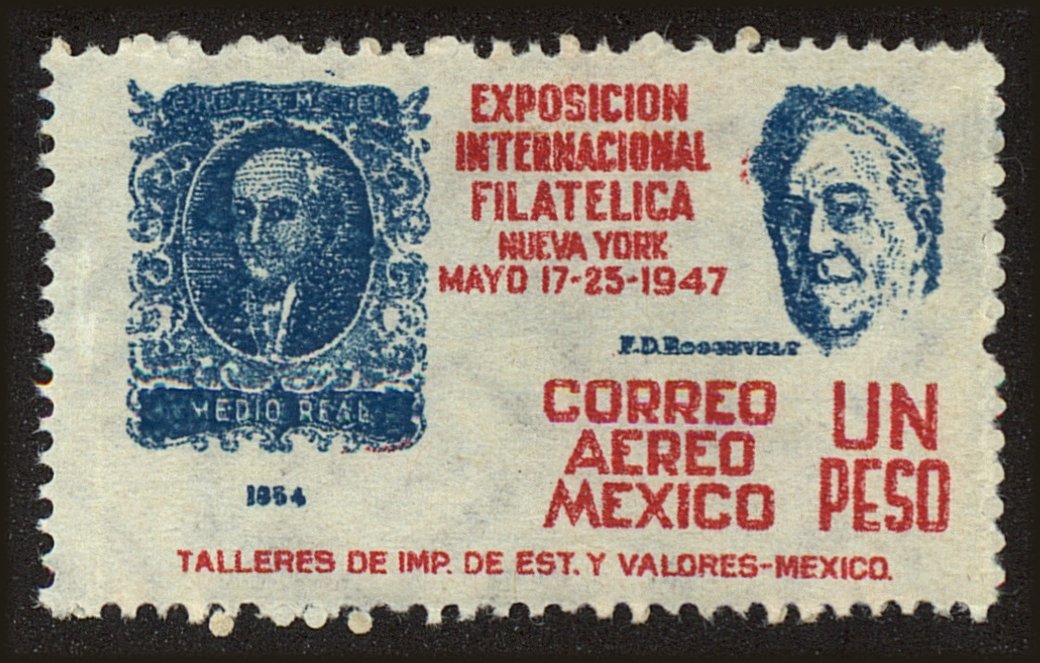 MEDIO REAL
1854
EXPOSICION
INTERNACIONAL
FILATELICA
NUEVA YORK
MAYO 17-25-1947
F.D.ROOSEVELT
CORREO
AEREO
MEXICO
UN
PESO
TALLERES DE IMP. DE EST. Y VALORES-MEXICO.